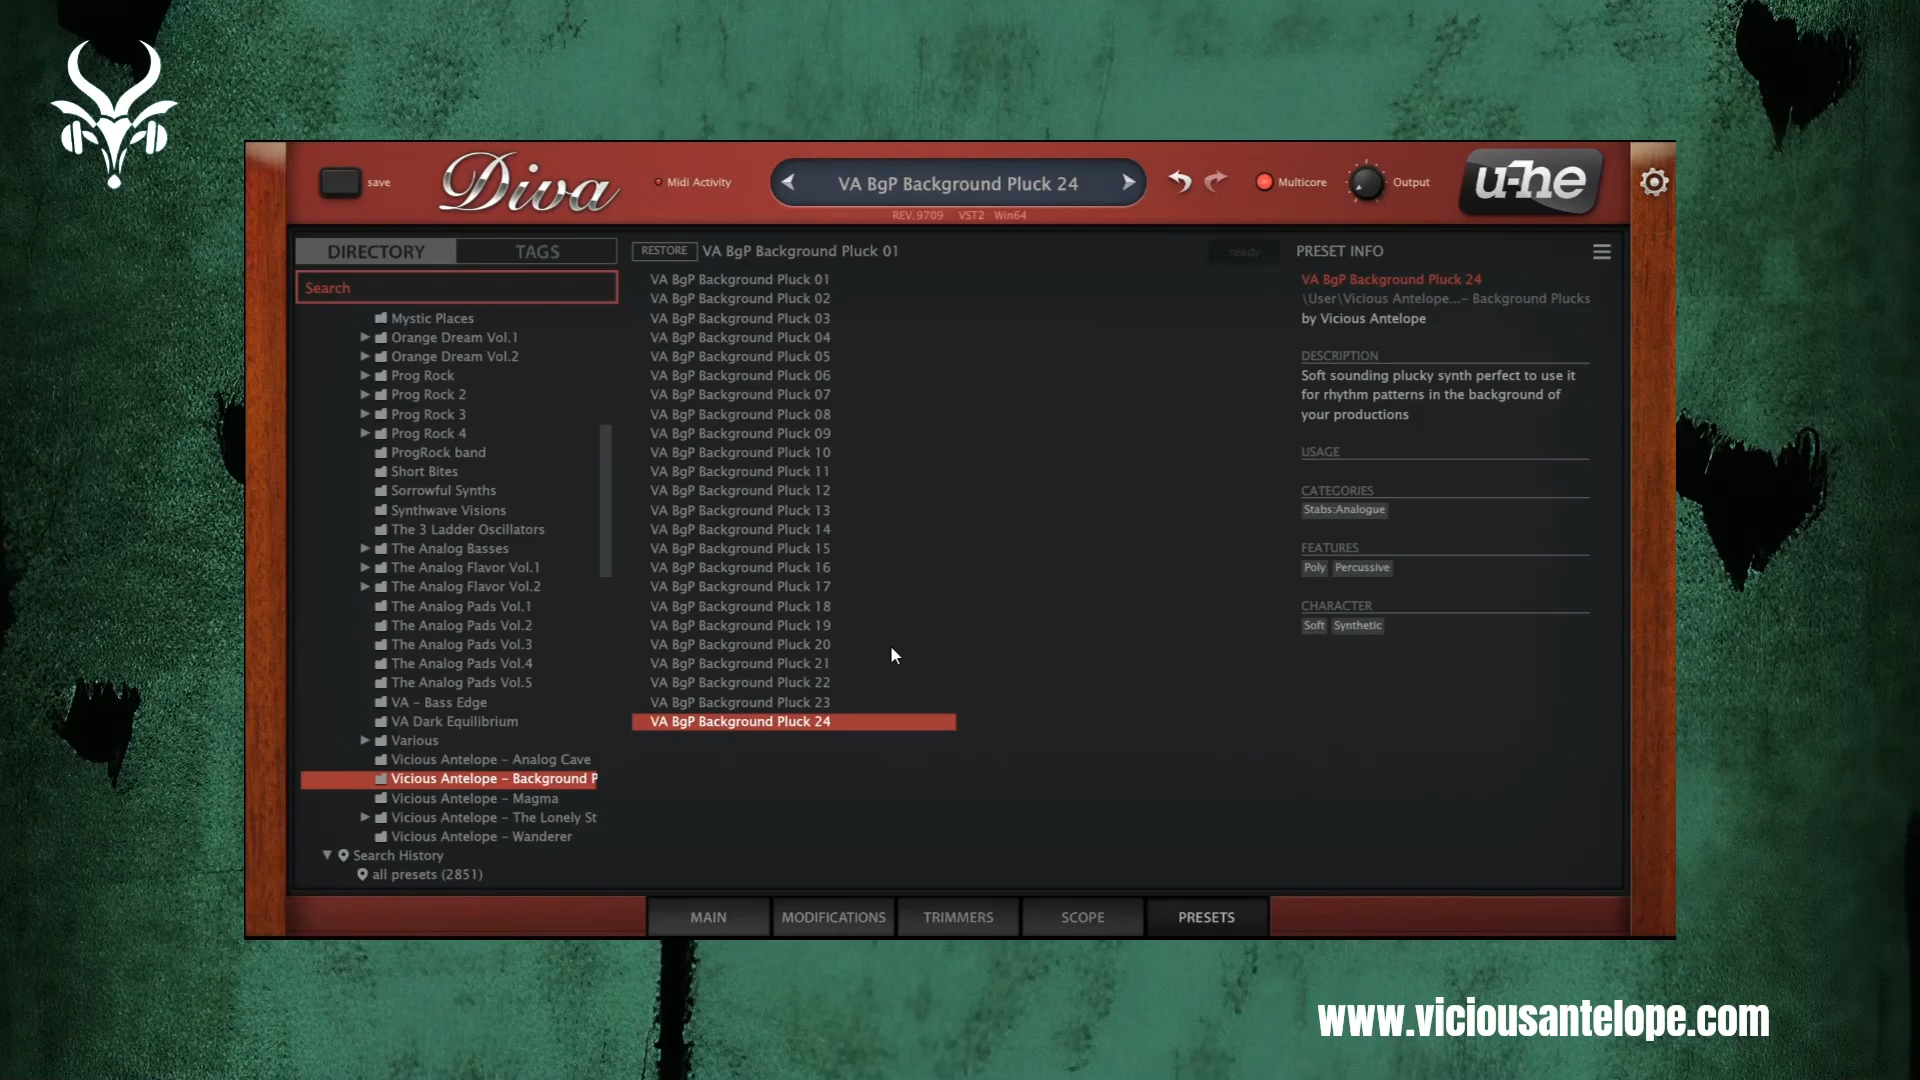 save
Diva
Midi Activity
VA BgP Background Pluck 24
REV.9709 VST2 Win64
Multicore
Output
u-he
DIRECTORY
TAGS
Search
Mystic Places
Orange Dream Vol.1
Orange Dream Vol.2
Prog Rock
Prog Rock 2
Prog Rock 3
Prog Rock 4
ProgRock band
Short Bites
Sorrowful Synths
Synthwave Visions
The 3 Ladder Oscillators
The Analog Basses
The Analog Flavor Vol.1
The Analog Flavor Vol.2
The Analog Pads Vol.1
The Analog Pads Vol.2
The Analog Pads Vol.3
The Analog Pads Vol.4
The Analog Pads Vol.5
VA - Bass Edge
VA Dark Equilibrium
Various
Vicious Antelope - Analog Cave
Vicious Antelope - Background P
Vicious Antelope - Magma
Vicious Antelope - The Lonely St
Vicious Antelope - Wanderer
Search History
all presets (2851)
RESTORE VA BgP Background Pluck 01
ready
VA BgP Background Pluck 01
VA BgP Background Pluck 02
VA BgP Background Pluck 03
VA BgP Background Pluck 04
VA BgP Background Pluck 05
VA BgP Background Pluck 06
VA BgP Background Pluck 07
VA BgP Background Pluck 08
VA BgP Background Pluck 09
VA BgP Background Pluck 10
VA BgP Background Pluck 11
VA BgP Background Pluck 12
VA BgP Background Pluck 13
VA BgP Background Pluck 14
VA BgP Background Pluck 15
VA BgP Background Pluck 16
VA BgP Background Pluck 17
VA BgP Background Pluck 18
VA BgP Background Pluck 19
VA BgP Background Pluck 20
VA BgP Background Pluck 21
VA BgP Background Pluck 22
VA BgP Background Pluck 23
VA BgP Background Pluck 24
PRESET INFO
VA BgP Background Pluck 24
\User\Vicious Antelope...- Background Plucks
by Vicious Antelope
DESCRIPTION
Soft sounding plucky synth perfect to use it
for rhythm patterns in the background of
your productions
USAGE
CATEGORIES
Stabs:Analogue
FEATURES
Poly Percussive
CHARACTER
Soft Synthetic
MAIN
MODIFICATIONS
TRIMMERS
SCOPE
PRESETS
www.viciousantelope.com